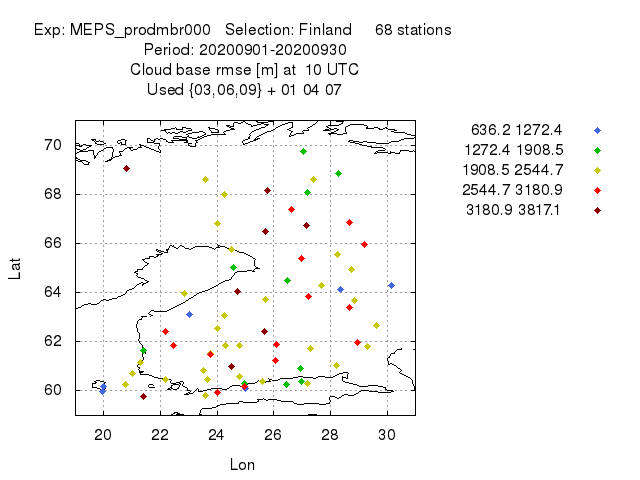 Exp: MEPS_prodmbr000 Selection: Finland 68 stations
Period: 20200901-20200930
Cloud base rmse [m] at 10 UTC
Used {03,06,09} + 01 04 07
636.2 1272.4
1272.4 1908.5
1908.5 2544.7
2544.7 3180.9
3180.9 3817.1
Lat
70
68
66
64
62
60
20 22 24 26 28 30
Lon